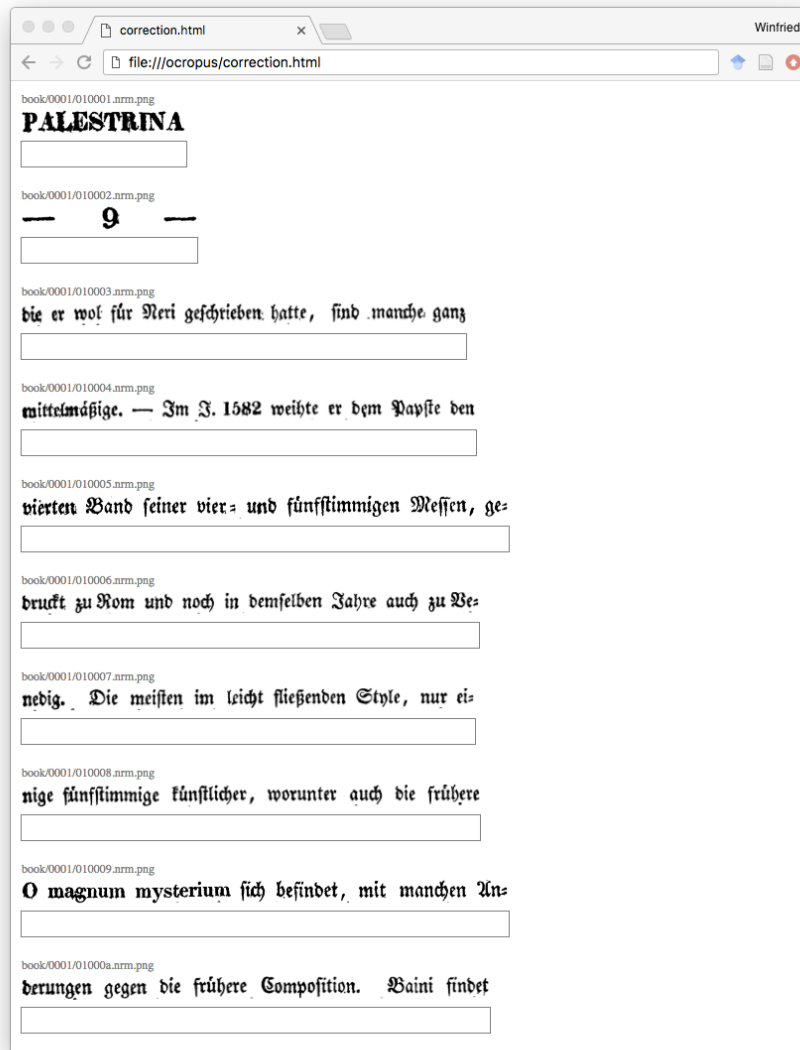 correction.html
Winfried
file:///ocropus/correction.html
book/0001/010001.nrm.png
PALESTRINA
book/0001/010002.nrm.png
— 9 —
book/0001/010003.nrm.png
die er wol für Neri geſchrieben hatte, ſind manche ganz
book/0001/010004.nrm.png
mittelmäßige. — Im J. 1582 weihte er dem Papſte den
book/0001/010005.nrm.png
vierten Band ſeiner vier⸗ und fünfſtimmigen Meſſen, ge⸗
book/0001/010006.nrm.png
druckt zu Rom und noch in demſelben Jahre auch zu Ve⸗
book/0001/010007.nrm.png
nedig. Die meiſten im leicht fließenden Style, nur ei⸗
book/0001/010008.nrm.png
nige fünfſtimmige künſtlicher, worunter auch die frühere
book/0001/010009.nrm.png
O magnum mysterium ſich befindet, mit manchen Än⸗
book/0001/01000a.nrm.png
derungen gegen die frühere Compoſition. Baini findet